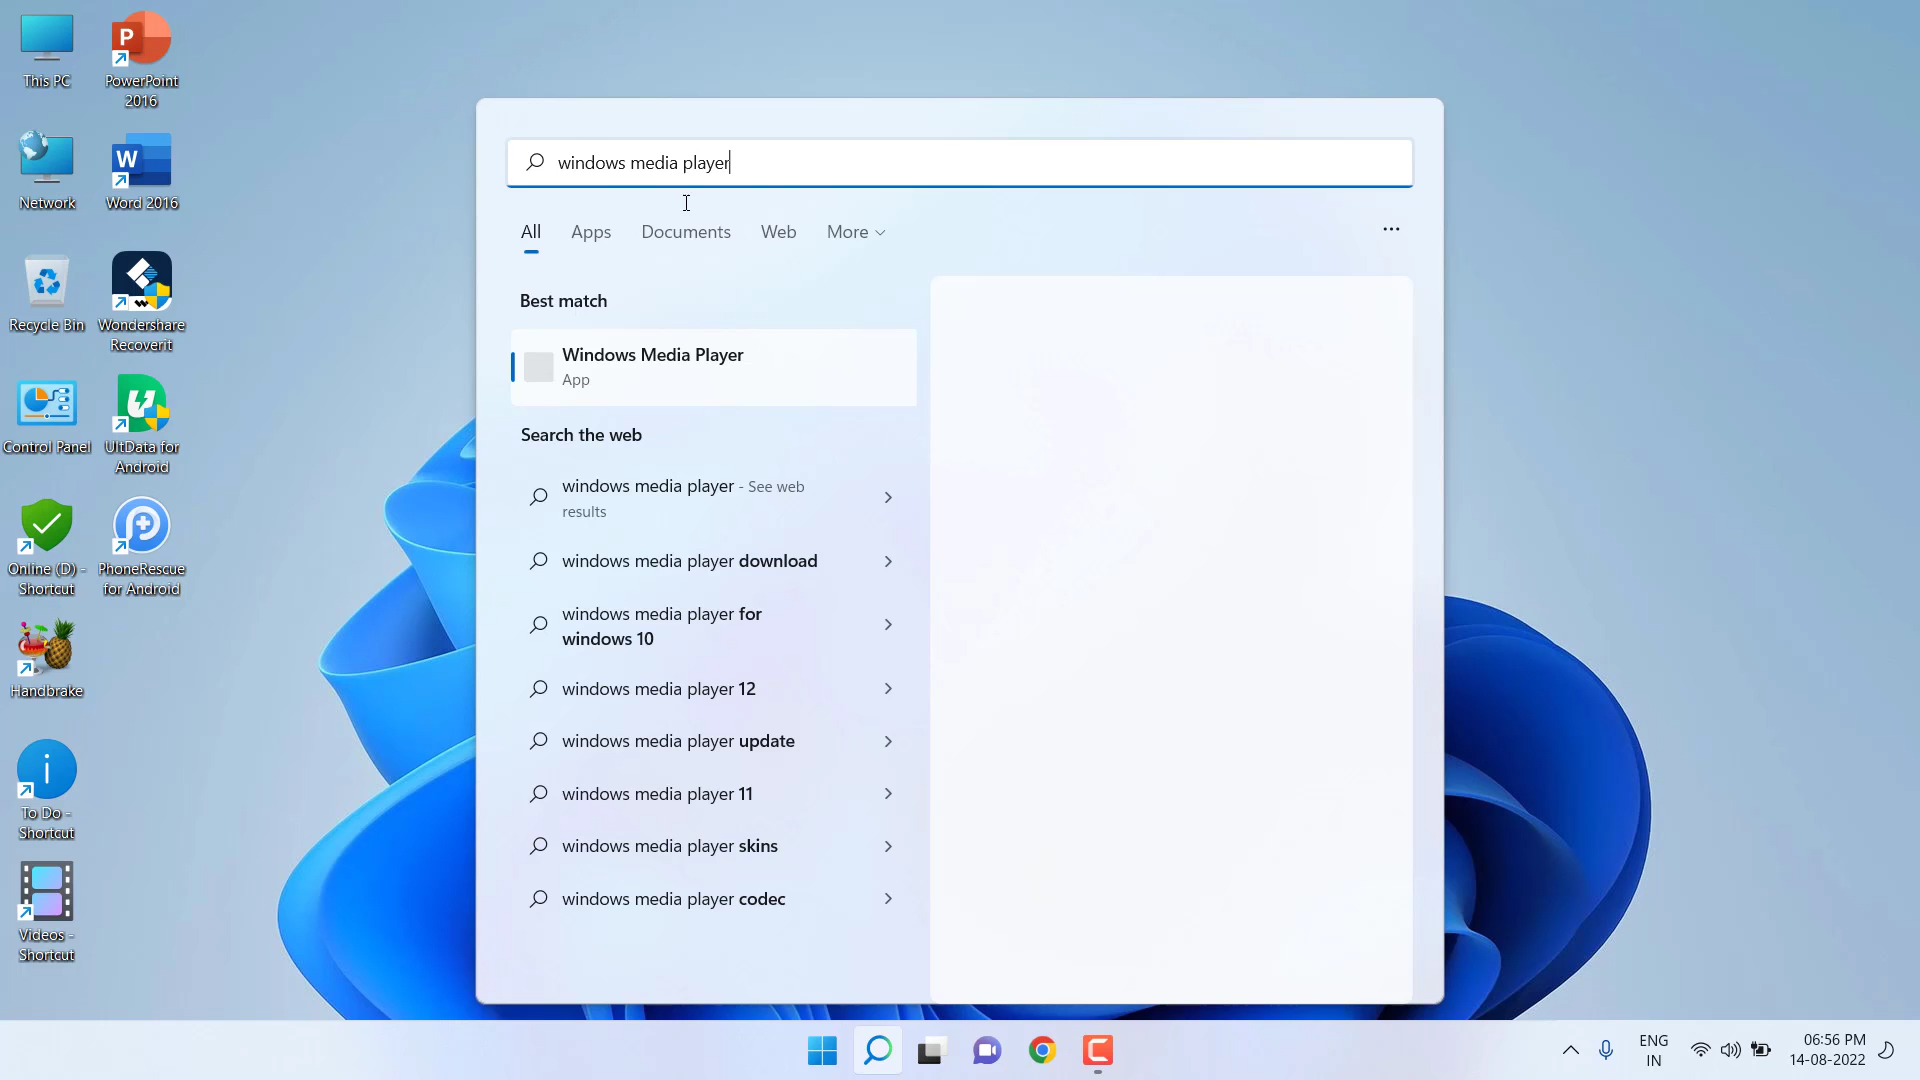 This PC
PowerPoint
2016
Network
Word 2016
Recycle Bin
Wondershare
Recoverit
Control Panel
UltData for
Android
Online (D) -
Shortcut
PhoneRescue
for Android
Handbrake
To Do -
Shortcut
Videos -
Shortcut
windows media player
All Apps Documents Web More
Best match
Windows Media Player
App
Search the web
windows media player - See web
results
windows media player download
windows media player for
windows 10
windows media player 12
windows media player update
windows media player 11
windows media player skins
windows media player codec
ENG
IN
06:56 PM
14-08-2022